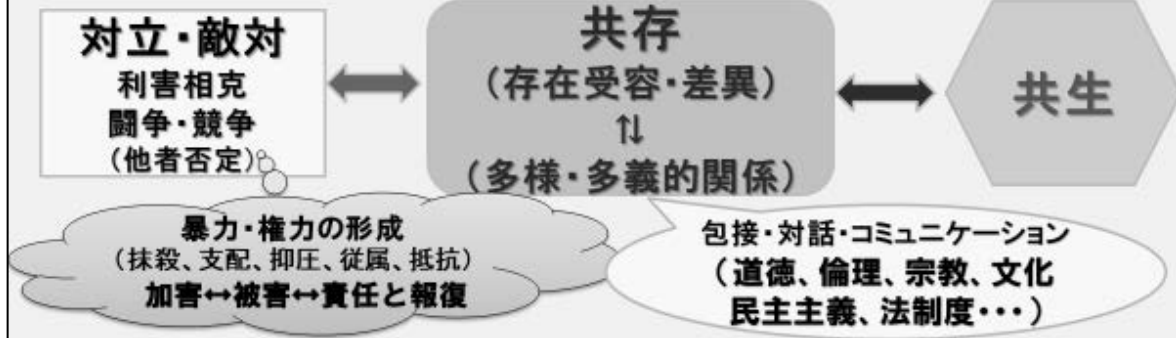 対立・敵対
利害相克
闘争・競争
(他者否定)
共存
(存在受容・差異)
⇅
(多様・多義的関係)
共生
暴力・権力の形成
(抹殺、支配、抑圧、従属、抵抗)
加害↔被害↔責任と報復
包接・対話・コミュニケーション
(道徳、倫理、宗教、文化
民主主義、法制度・・・)